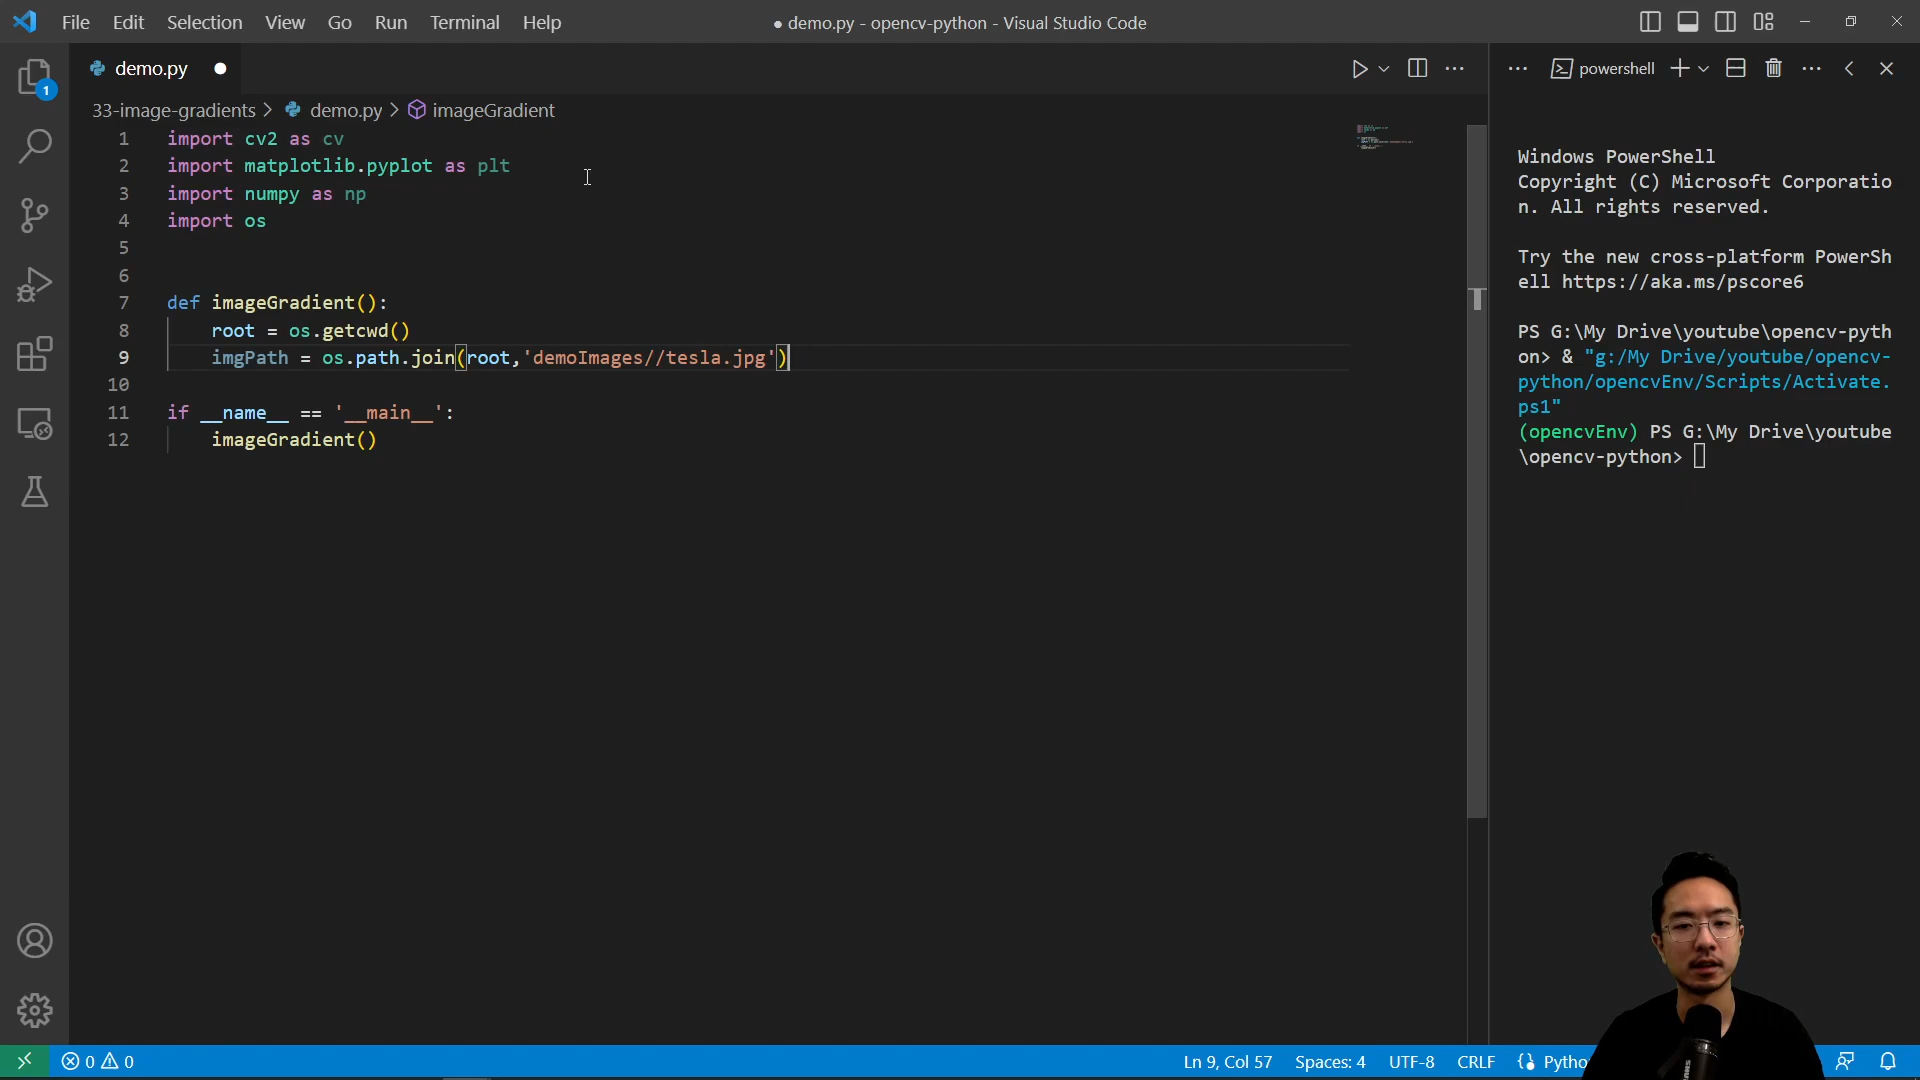 File Edit Selection View Go Run Terminal Help
● demo.py - opencv-python - Visual Studio Code
demo.py ●
33-image-gradients > demo.py > imageGradient
1 import cv2 as cv
2 import matplotlib.pyplot as plt
3 import numpy as np
4 import os
5
6
7 def imageGradient():
8 root = os.getcwd()
9 imgPath = os.path.join(root,'demoImages//tesla.jpg')
10
11 if __name__ == '__main__':
12 imageGradient()
powershell
Windows PowerShell
Copyright (C) Microsoft Corporatio
n. All rights reserved.
Try the new cross-platform PowerSh
ell https://aka.ms/pscore6
PS G:\My Drive\youtube\opencv-pyth
on> & "g:/My Drive/youtube/opencv-
python/opencvEnv/Scripts/Activate.
ps1"
(opencvEnv) PS G:\My Drive\youtube
\opencv-python>
1
0 0
Ln 9, Col 57 Spaces: 4 UTF-8 CRLF